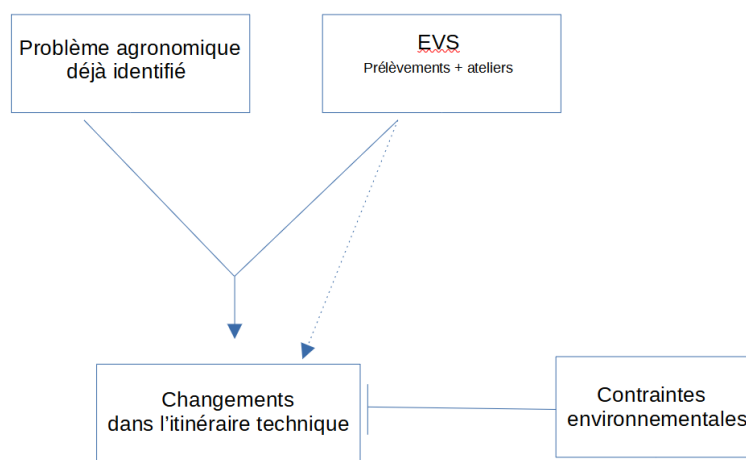 Problème agronomique
déjà identifié
EVS
Prélèvements + ateliers
Changements
dans l'itinéraire technique
Contraintes
environnementales